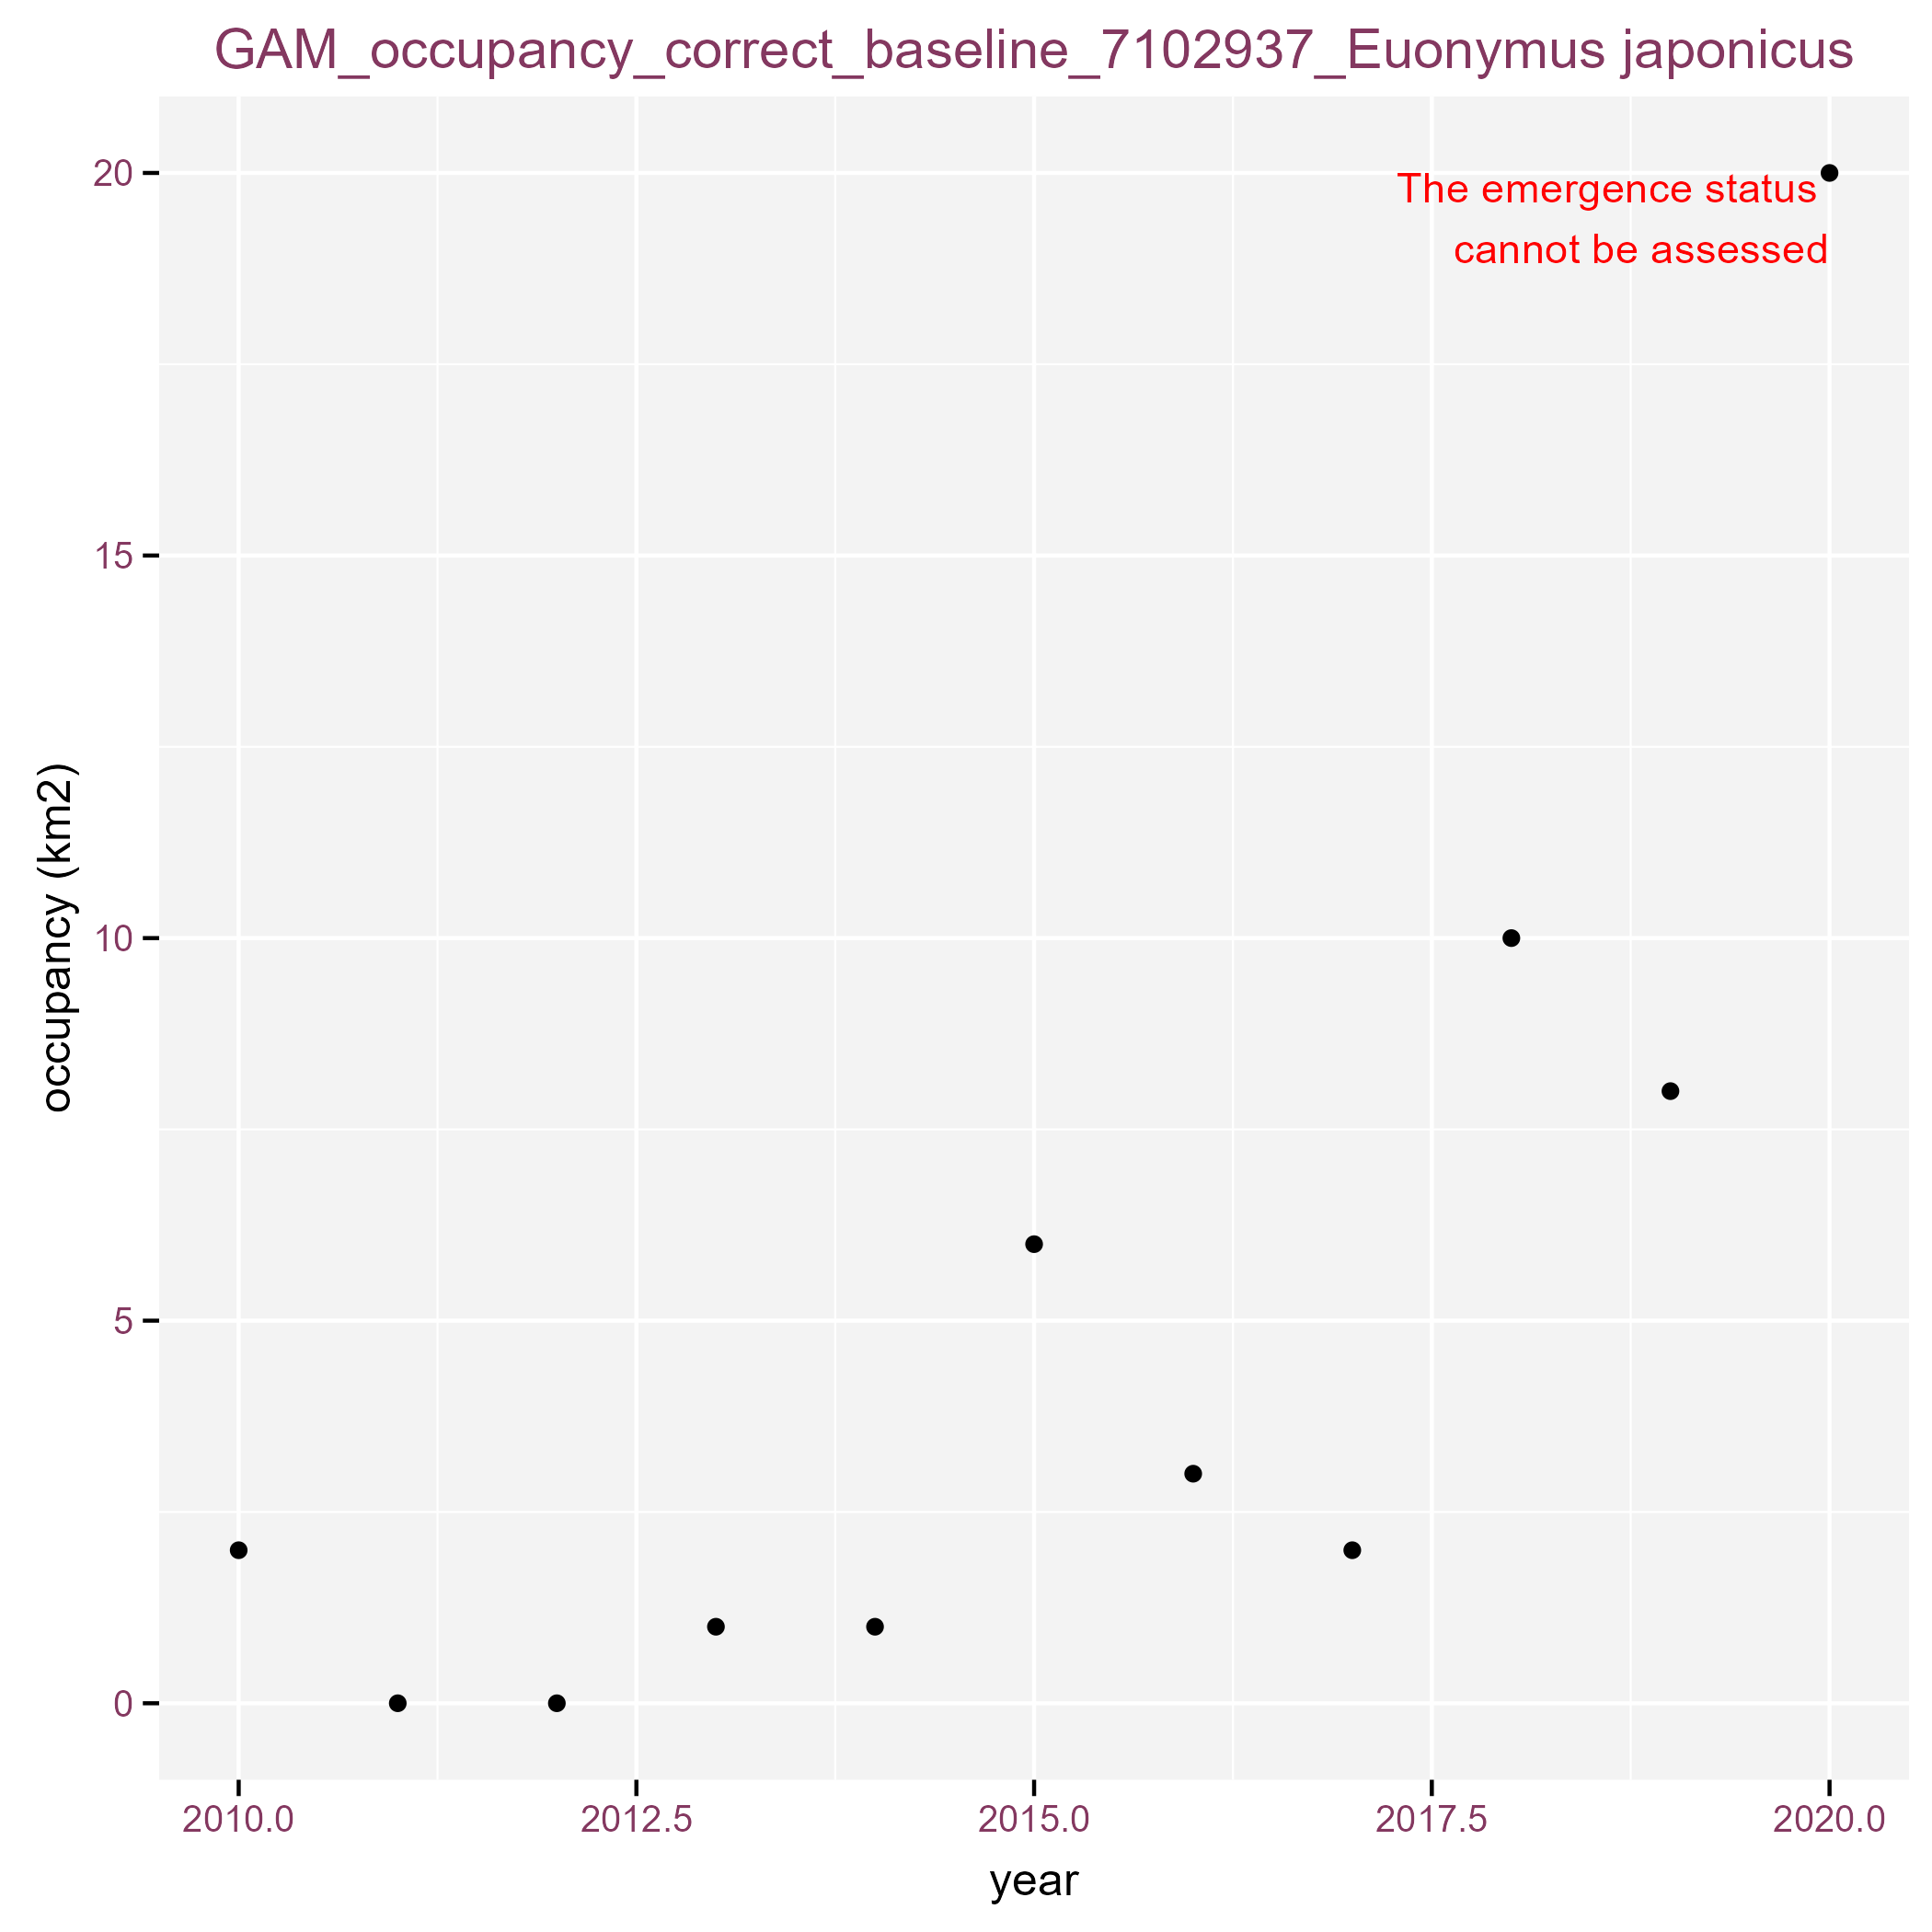 GAM_occupancy_correct_baseline_7102937_Euonymus japonicus
The emergence status
cannot be assessed
20
15
10
5
0
occupancy (km2)
2010.0 2012.5 2015.0 2017.5 2020.0
year